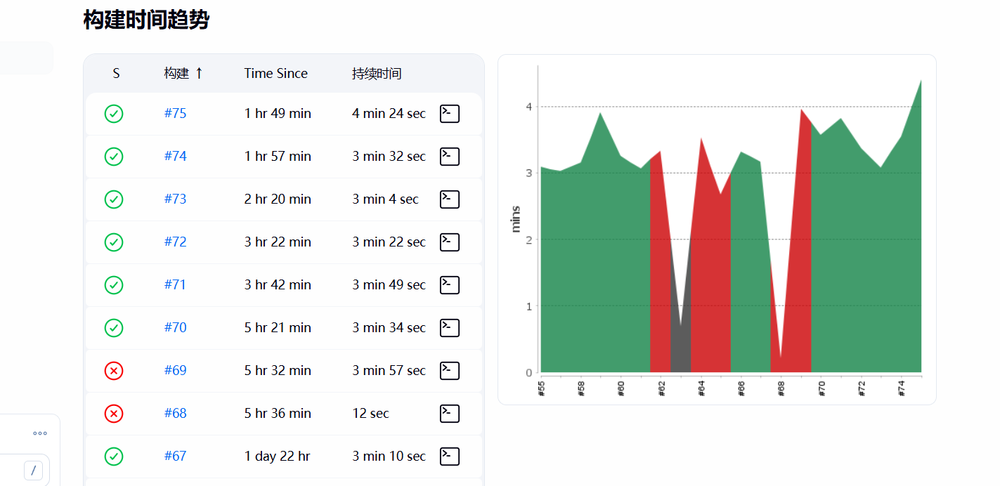 构建时间趋势
S 构建 ↑ Time Since 持续时间
#75 1 hr 49 min 4 min 24 sec
#74 1 hr 57 min 3 min 32 sec
#73 2 hr 20 min 3 min 4 sec
#72 3 hr 22 min 3 min 22 sec
#71 3 hr 42 min 3 min 49 sec
#70 5 hr 21 min 3 min 34 sec
#69 5 hr 32 min 3 min 57 sec
#68 5 hr 36 min 12 sec
#67 1 day 22 hr 3 min 10 sec
/
mins
4
3
2
1
0
#55 #58 #60 #62 #64 #66 #68 #70 #72 #74